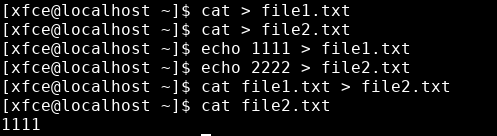 [xfce@localhost ~]$ cat > file1.txt
[xfce@localhost ~]$ cat > file2.txt
[xfce@localhost ~]$ echo 1111 > file1.txt
[xfce@localhost ~]$ echo 2222 > file2.txt
[xfce@localhost ~]$ cat file1.txt > file2.txt
[xfce@localhost ~]$ cat file2.txt
1111